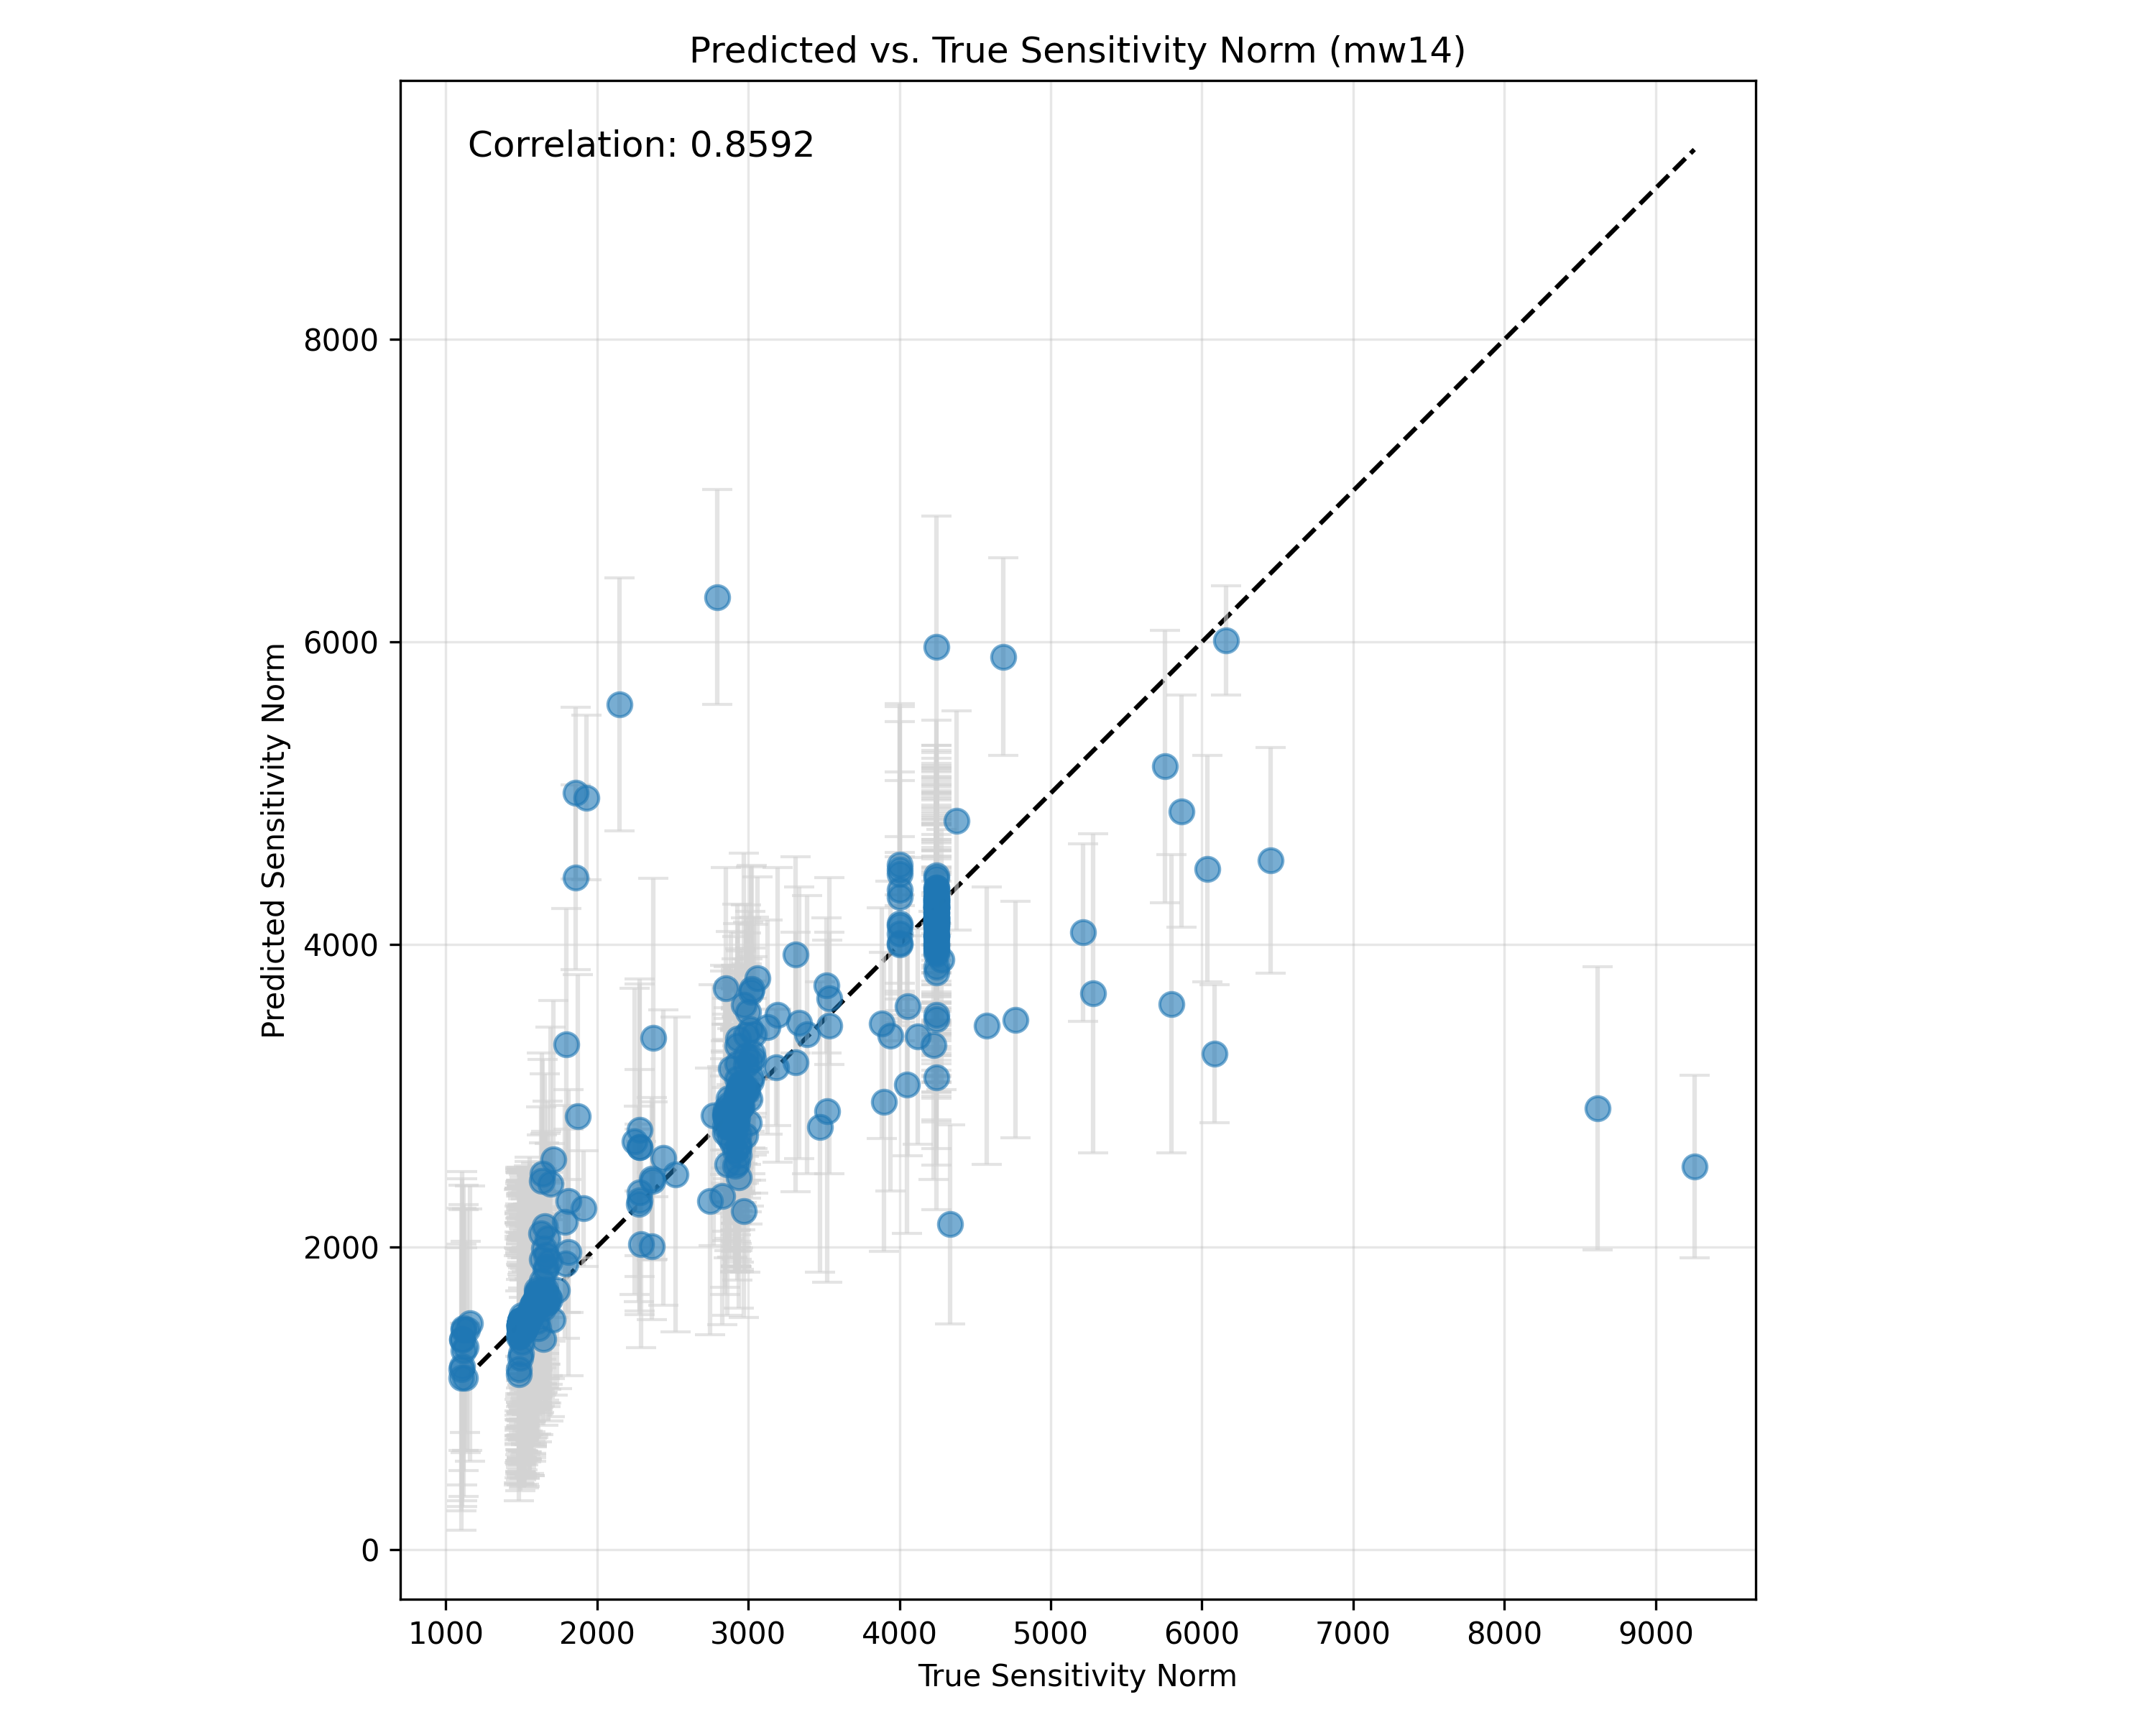 Predicted vs. True Sensitivity Norm (mw14)
Correlation: 0.8592
Predicted Sensitivity Norm
8000
6000
4000
2000
0
1000 2000 3000 4000 5000 6000 7000 8000 9000
True Sensitivity Norm